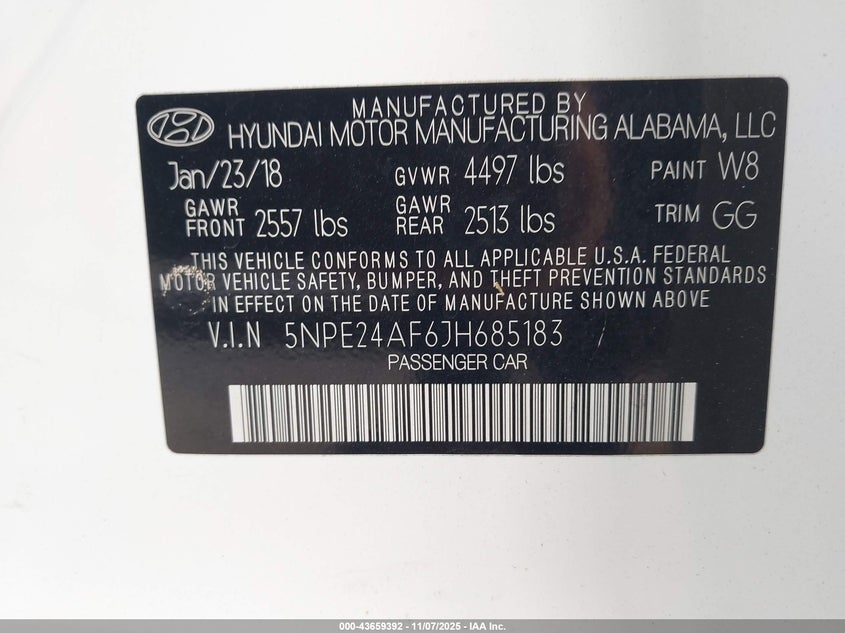 MANUFACTURED BY
HYUNDAI MOTOR MANUFACTURING ALABAMA, LLC
Jan/23/18 GVWR 4497 lbs PAINT W8
GAWR FRONT 2557 lbs GAWR REAR 2513 lbs TRIM GG
THIS VEHICLE CONFORMS TO ALL APPLICABLE U.S.A. FEDERAL
MOTOR VEHICLE SAFETY, BUMPER, AND THEFT PREVENTION STANDARDS
IN EFFECT ON THE DATE OF MANUFACTURE SHOWN ABOVE
V.I.N 5NPE24AF6JH685183
PASSENGER CAR
000-43659392 | 11/07/2025 - IAA Inc.